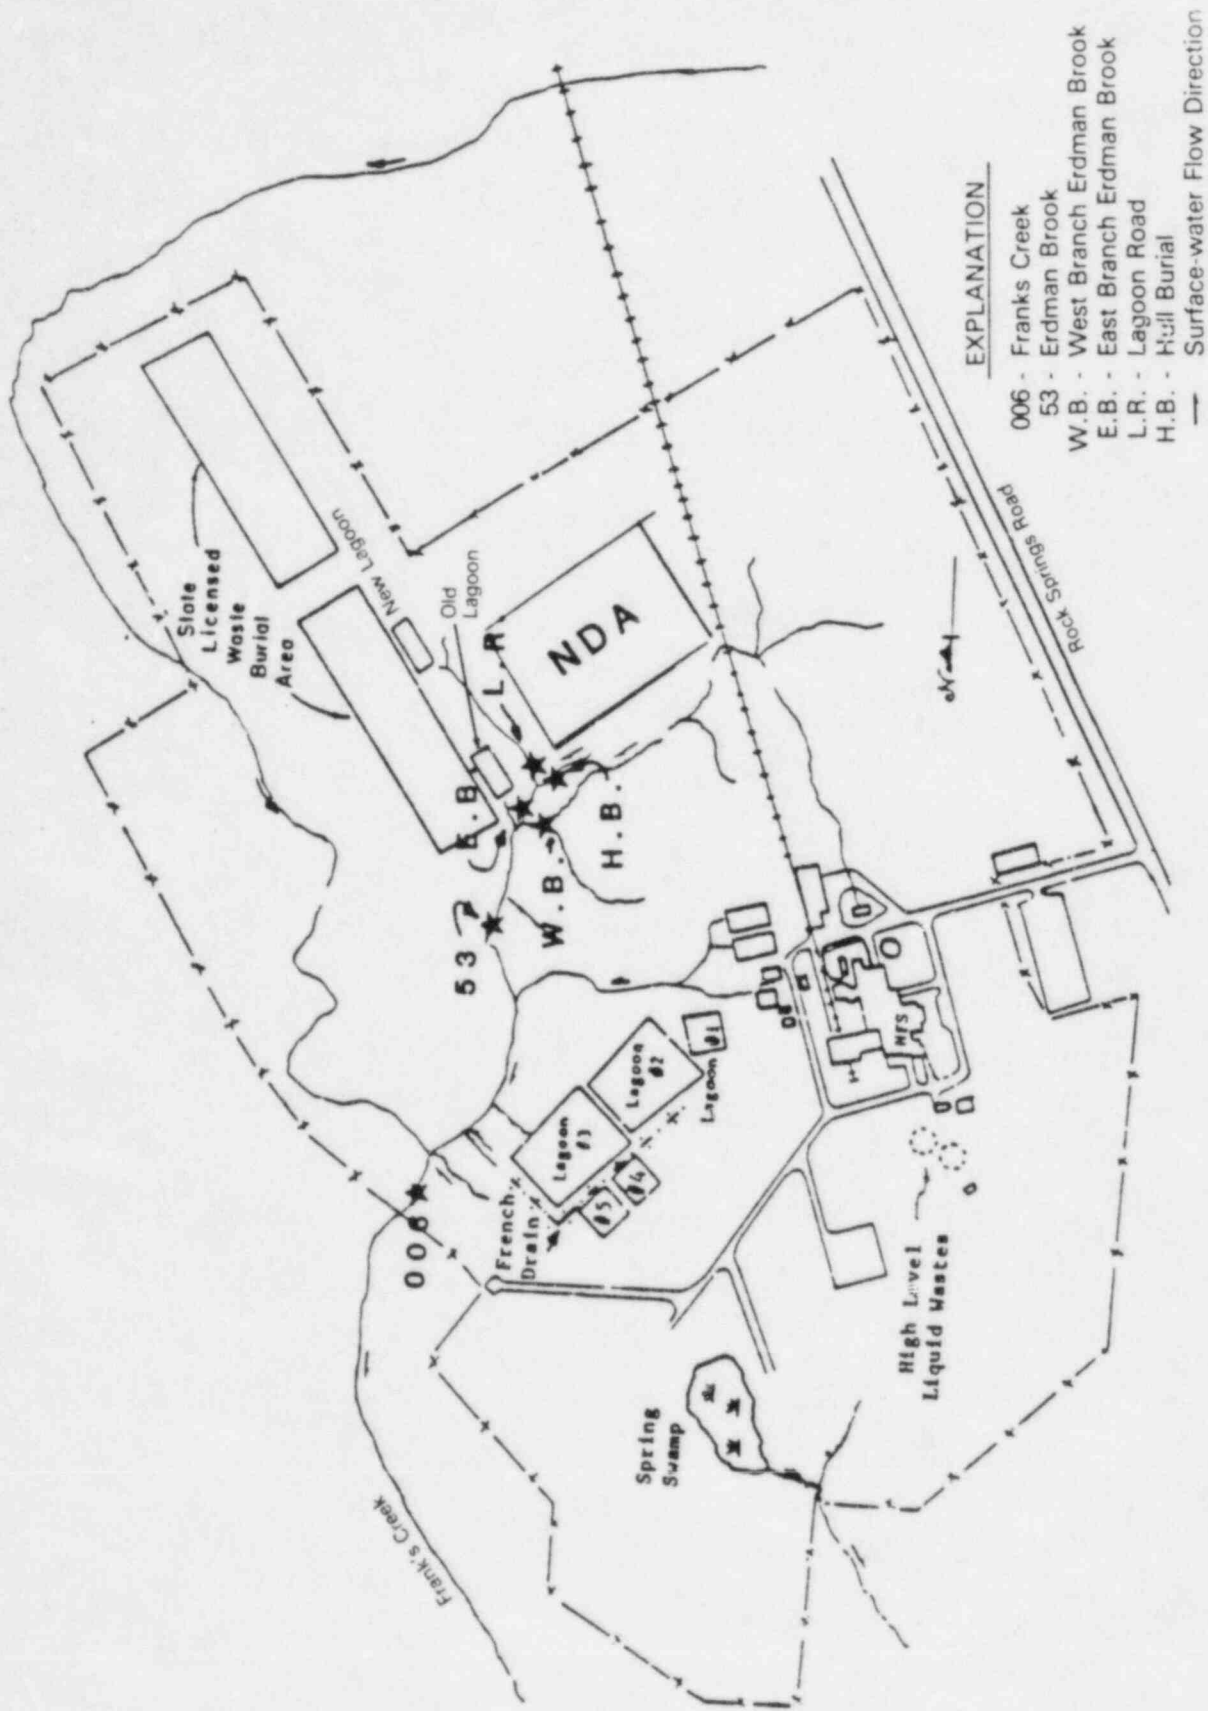 State
Licensed
Waste
Burial
Area
New Lagoon
Old
Lagoon
L.R.
NDA
E.B.
53
W.B.
H.B.
006
French
Drain
Lagoon
#3
Lagoon
#2
Lagoon
#1
#5
#4
NFS
High Level
Liquid Wastes
Spring
Swamp
Frank's Creek
N
Rock Springs Road
EXPLANATION
006 - Franks Creek
53 - Erdman Brook
W.B. - West Branch Erdman Brook
E.B. - East Branch Erdman Brook
L.R. - Lagoon Road
H.B. - Hull Burial
— Surface-water Flow Direction